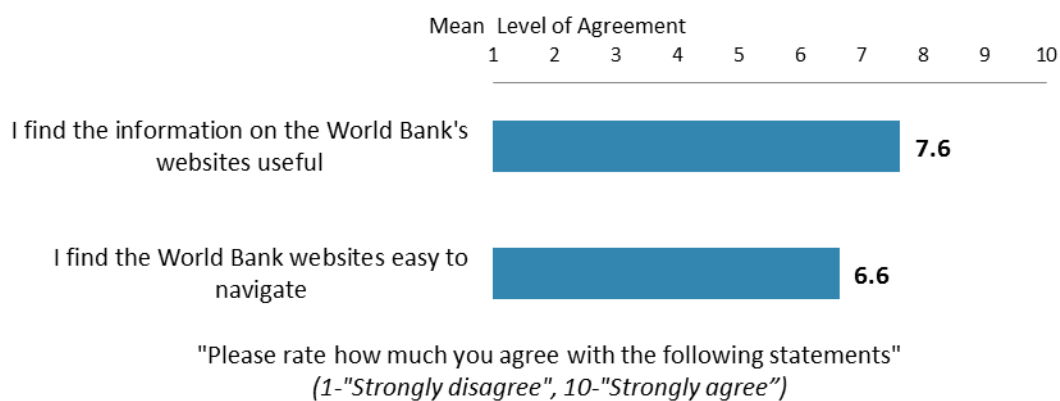 Mean Level of Agreement
1 2 3 4 5 6 7 8 9 10
I find the information on the World Bank's
websites useful
7.6
I find the World Bank websites easy to
navigate
6.6
"Please rate how much you agree with the following statements"
(1-"Strongly disagree", 10-"Strongly agree”)